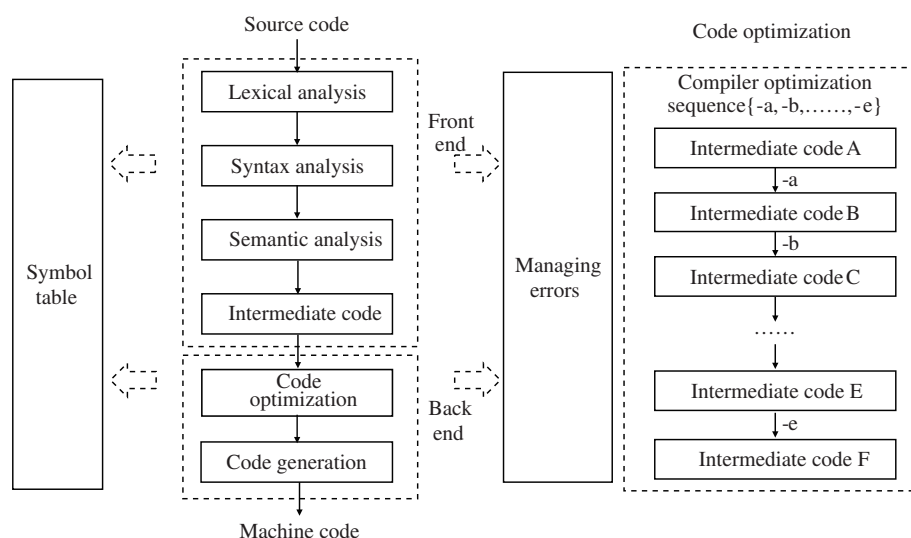 Source code
Lexical analysis
Syntax analysis
Semantic analysis
Intermediate code
Code
optimization
Code generation
Machine code
Symbol
table
Front
end
Back
end
Managing
errors
Code optimization
Compiler optimization
sequence{-a, -b,……,-e}
Intermediate code A
-a
Intermediate code B
-b
Intermediate code C
……
Intermediate code E
-e
Intermediate code F